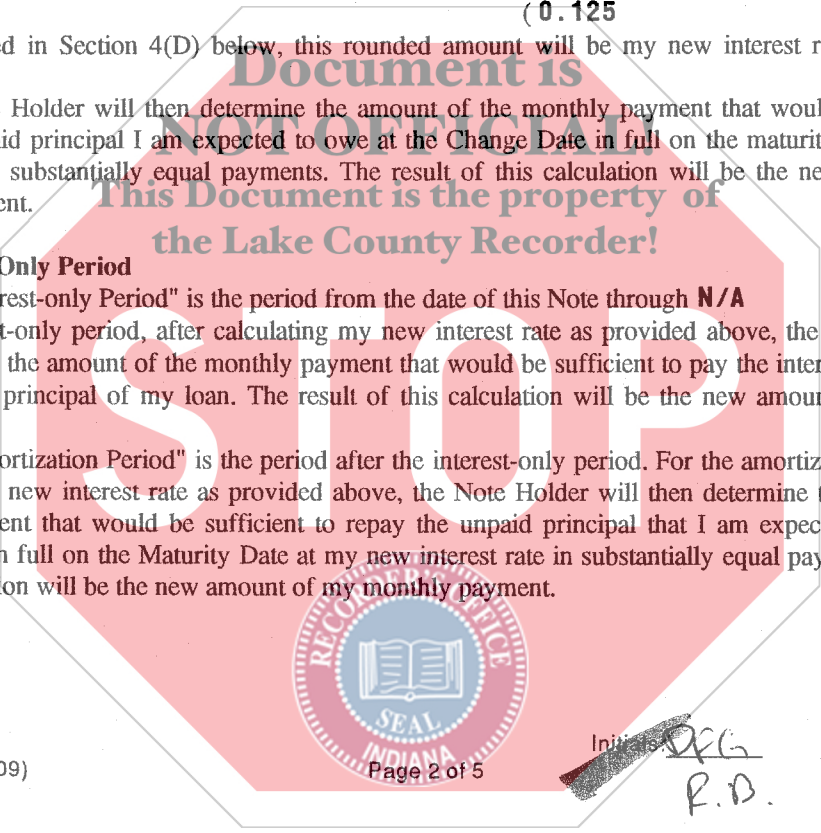 (0.125
ed in Section 4(D) below, this rounded amount will be my new interest r
Document is
Holder will then determine the amount of the monthly payment that woul
NOT OFFICIAL!
id principal I am expected to owe at the Change Date in full on the maturit
substantially equal payments. The result of this calculation will be the ne
This Document is the property of
ent.
the Lake County Recorder!
Only Period
rest-only Period" is the period from the date of this Note through N/A
t-only period, after calculating my new interest rate as provided above, the
the amount of the monthly payment that would be sufficient to pay the inter
principal of my loan. The result of this calculation will be the new amour
STOP
ortization Period" is the period after the interest-only period. For the amortiz
new interest rate as provided above, the Note Holder will then determine t
ent that would be sufficient to repay the unpaid principal that I am expec
n full on the Maturity Date at my new interest rate in substantially equal pay
ion will be the new amount of my monthly payment.
RECORDER'S OFFICE
SEAL
INDIANA
Initials: DFG
09)
Page 2 of 5
R.B.